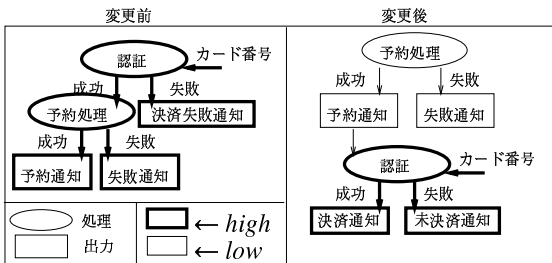 変更前
変更後
認証
カード番号
成功
失敗
予約処理
決済失敗通知
成功
失敗
予約通知
失敗通知
処理
出力
← high
← low
予約処理
成功
失敗
予約通知
失敗通知
認証
カード番号
成功
失敗
決済通知
未決済通知